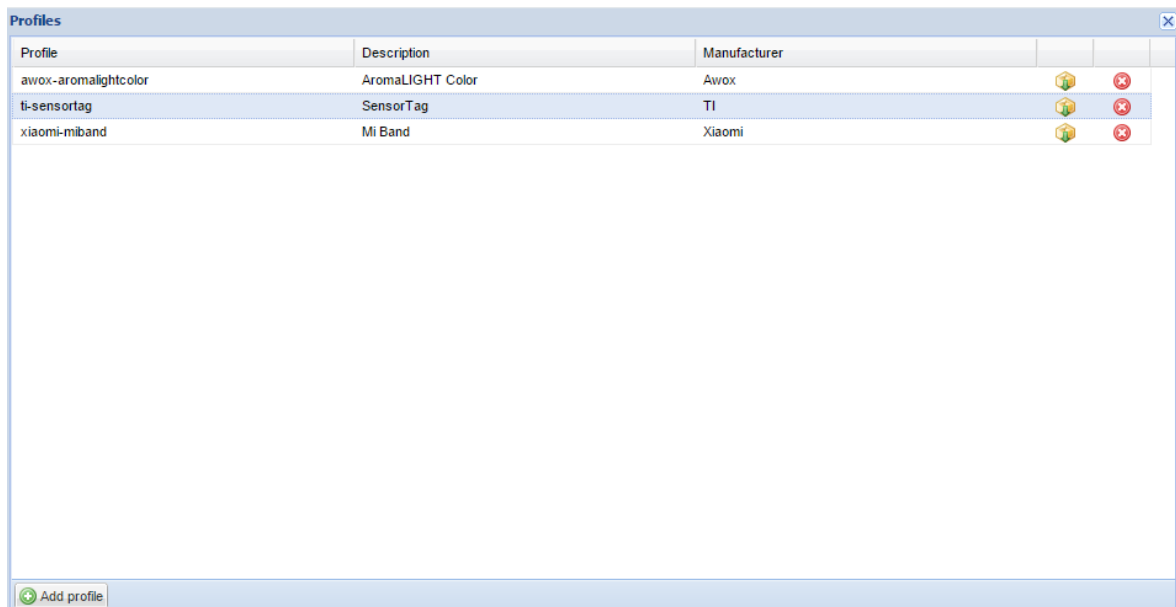 Profiles
Profile Description Manufacturer
awox-aromalightcolor AromaLIGHT Color Awox
ti-sensortag SensorTag TI
xiaomi-miband Mi Band Xiaomi
Add profile